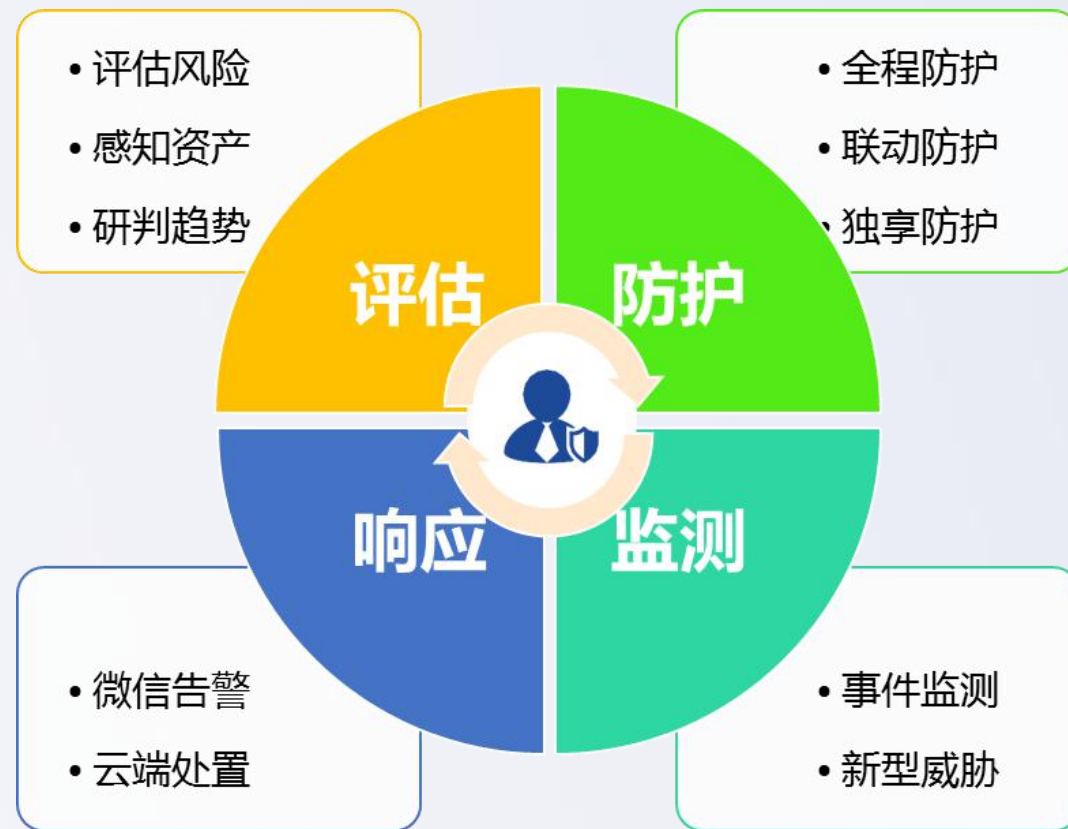 • 评估风险
• 感知资产
• 研判趋势
• 全程防护
• 联动防护
• 独享防护
评估
防护
响应
监测
• 微信告警
• 云端处置
• 事件监测
• 新型威胁